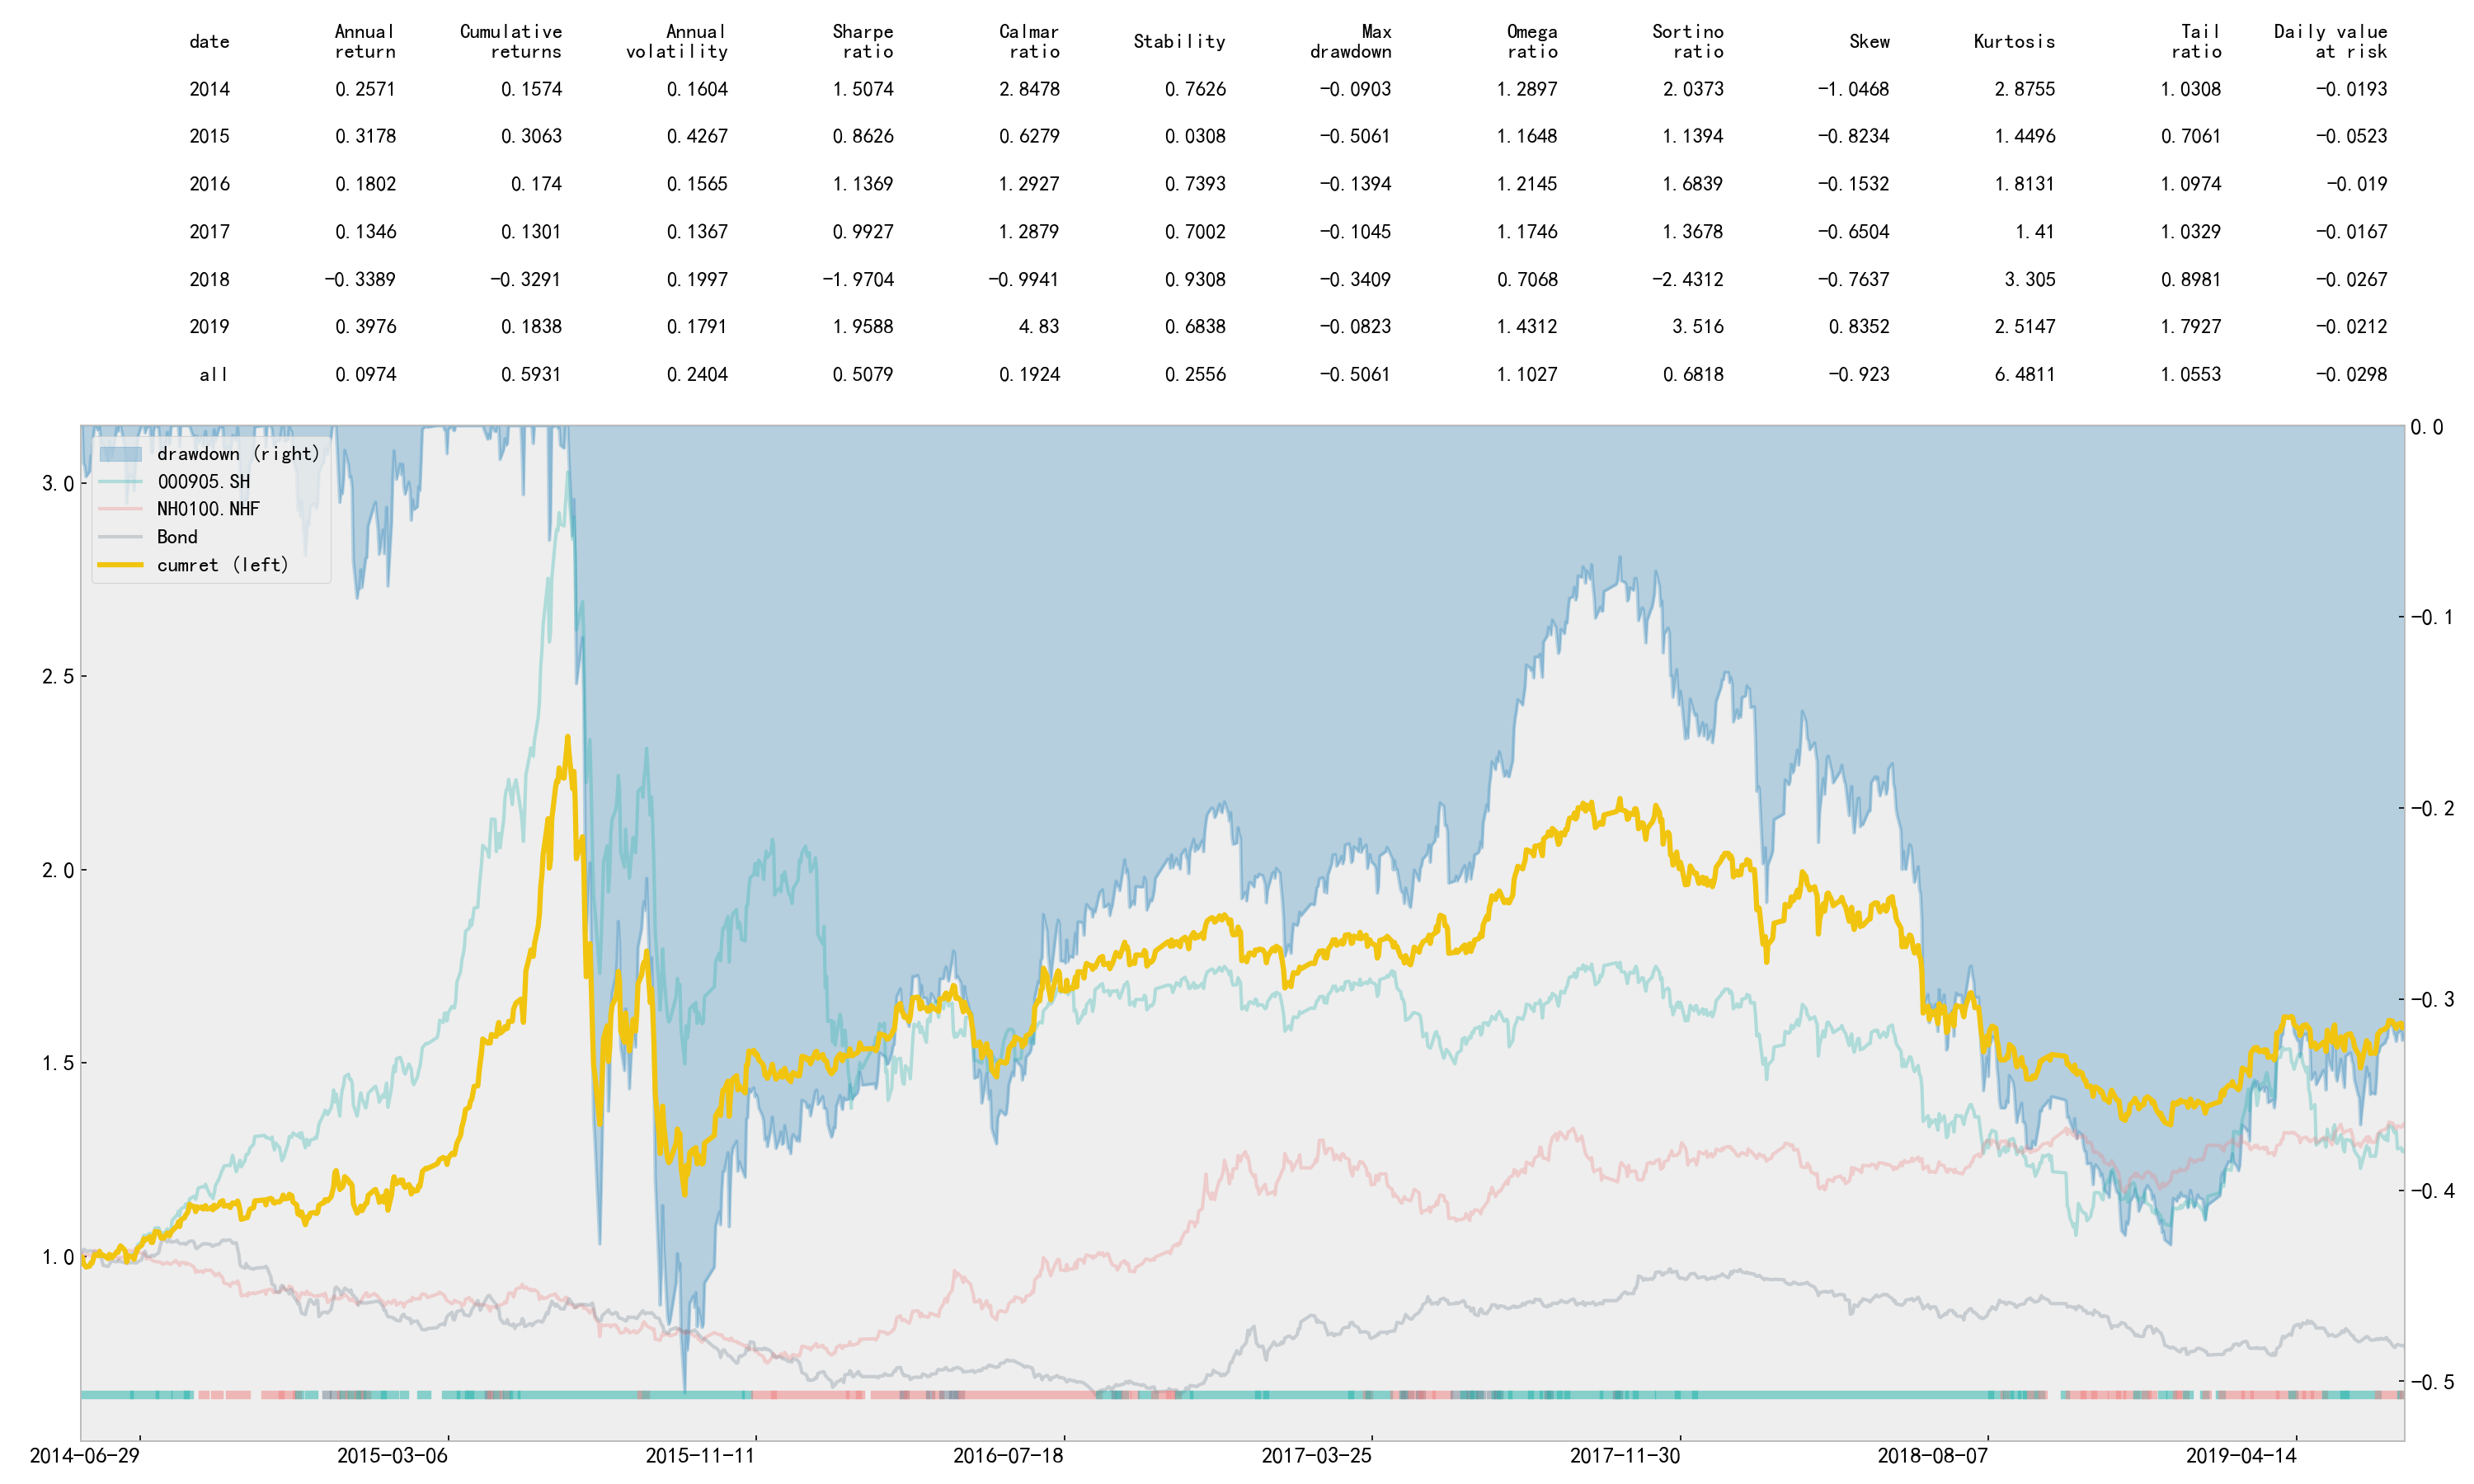 date Annual return Cumulative returns Annual volatility Sharpe ratio Calmar ratio Stability Max drawdown Omega ratio Sortino ratio Skew Kurtosis Tail ratio Daily value at risk
2014 0.2571 0.1574 0.1604 1.5074 2.8478 0.7626 −0.0903 1.2897 2.0373 −1.0468 2.8755 1.0308 −0.0193
2015 0.3178 0.3063 0.4267 0.8626 0.6279 0.0308 −0.5061 1.1648 1.1394 −0.8234 1.4496 0.7061 −0.0523
2016 0.1802 0.174 0.1565 1.1369 1.2927 0.7393 −0.1394 1.2145 1.6839 −0.1532 1.8131 1.0974 −0.019
2017 0.1346 0.1301 0.1367 0.9927 1.2879 0.7002 −0.1045 1.1746 1.3678 −0.6504 1.41 1.0329 −0.0167
2018 −0.3389 −0.3291 0.1997 −1.9704 −0.9941 0.9308 −0.3409 0.7068 −2.4312 −0.7637 3.305 0.8981 −0.0267
2019 0.3976 0.1838 0.1791 1.9588 4.83 0.6838 −0.0823 1.4312 3.516 0.8352 2.5147 1.7927 −0.0212
all 0.0974 0.5931 0.2404 0.5079 0.1924 0.2556 −0.5061 1.1027 0.6818 −0.923 6.4811 1.0553 −0.0298
drawdown (right)
000905.SH
NH0100.NHF
Bond
cumret (left)
3.0
2.5
2.0
1.5
1.0
0.0
−0.1
−0.2
−0.3
−0.4
−0.5
2014−06−29 2015−03−06 2015−11−11 2016−07−18 2017−03−25 2017−11−30 2018−08−07 2019−04−14